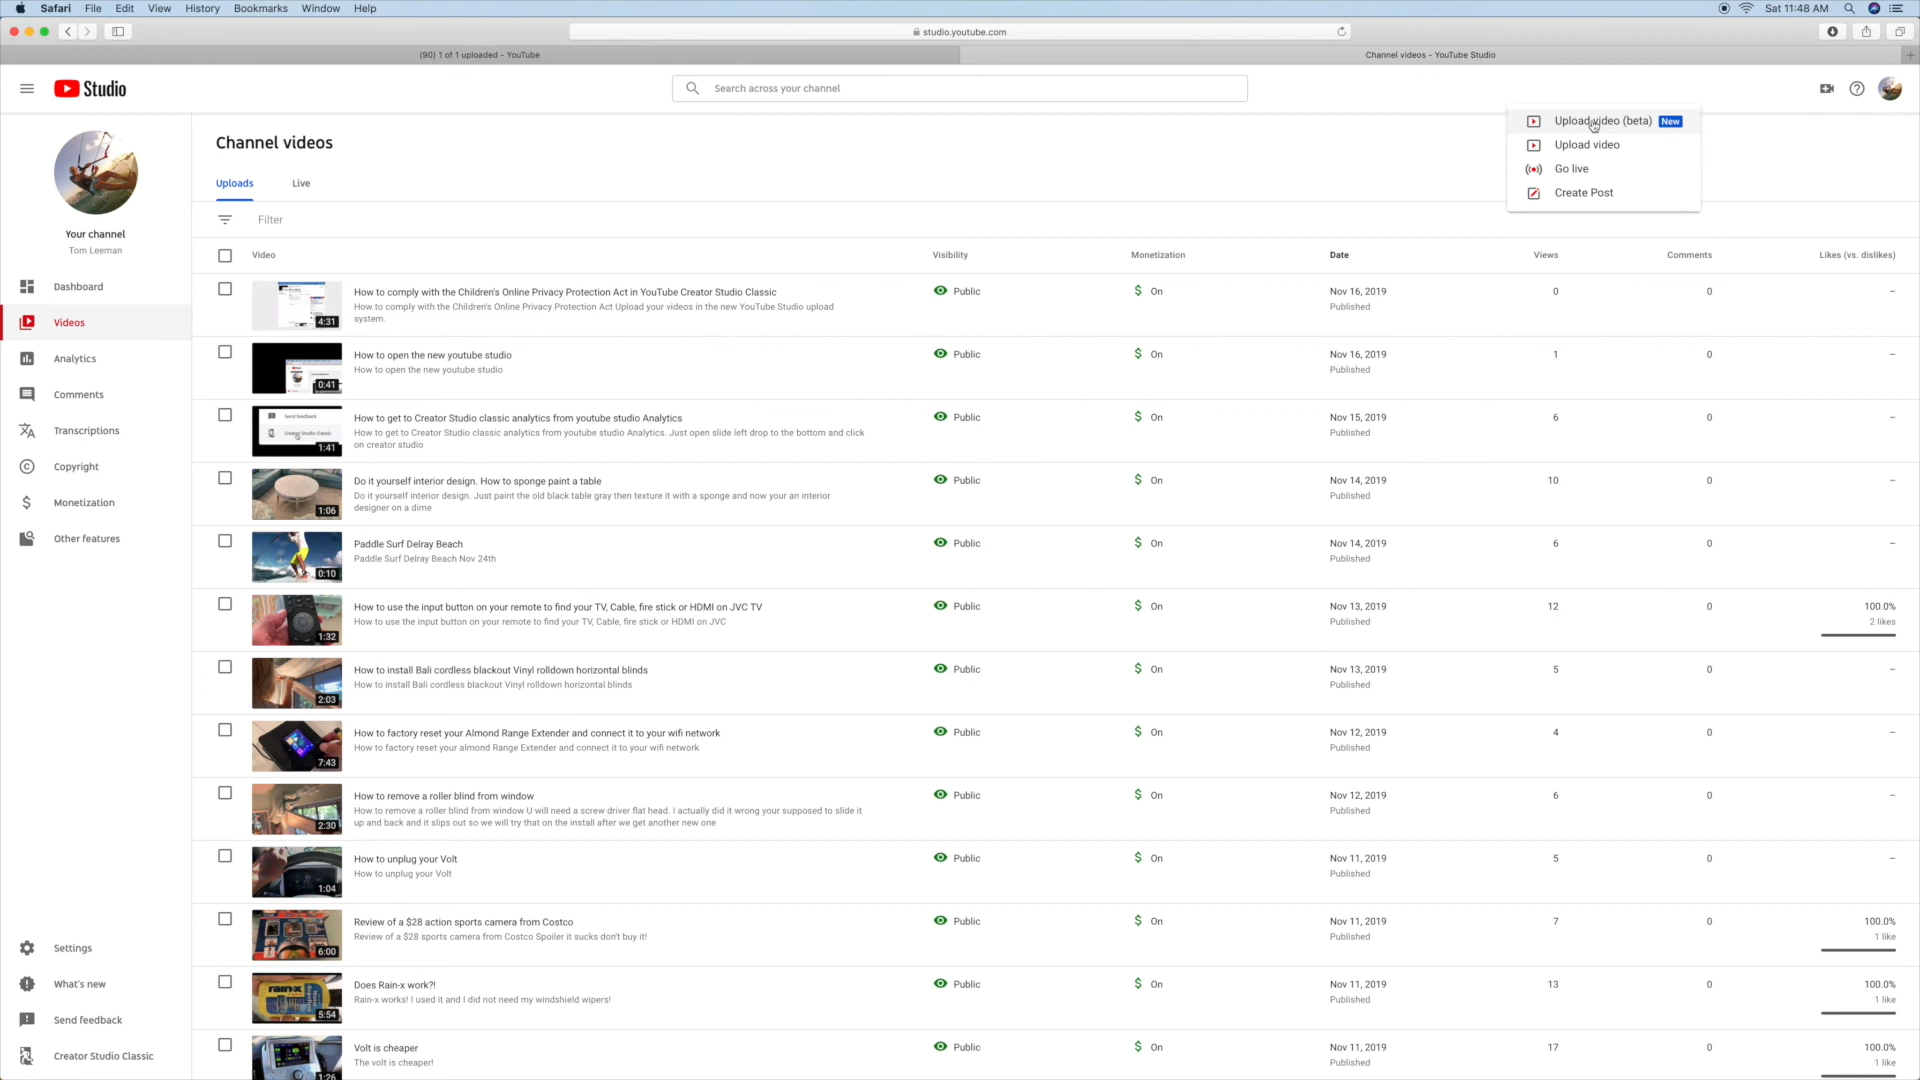 Safari File Edit View History Bookmarks Window Help
Sat 11:48 AM
studio.youtube.com
(90) 1 of 1 uploaded - YouTube
Channel videos - YouTube Studio
Studio
Search across your channel
Upload video (beta) New
Upload video
Go live
Create Post
Your channel
Tom Leeman
Dashboard
Videos
Analytics
Comments
Transcriptions
Copyright
Monetization
Other features
Settings
What's new
Send feedback
Creator Studio Classic
Channel videos
Uploads Live
Filter
Video Visibility Monetization Date Views Comments Likes (vs. dislikes)
How to comply with the Children's Online Privacy Protection Act in YouTube Creator Studio Classic
How to comply with the Children's Online Privacy Protection Act Upload your videos in the new YouTube Studio upload
system.
4:31
Public On Nov 16, 2019 0 0 –
Published
How to open the new youtube studio
How to open the new youtube studio
0:41
Public On Nov 16, 2019 1 0 –
Published
Send feedback
Creator Studio Classic
How to get to Creator Studio classic analytics from youtube studio Analytics
How to get to Creator Studio classic analytics from youtube studio Analytics. Just open slide left drop to the bottom and click
on creator studio
1:41
Public On Nov 15, 2019 6 0 –
Published
Do it yourself interior design. How to sponge paint a table
Do it yourself interior design. Just paint the old black table gray then texture it with a sponge and now your an interior
designer on a dime
1:06
Public On Nov 14, 2019 10 0 –
Published
Paddle Surf Delray Beach
Paddle Surf Delray Beach Nov 24th
0:10
Public On Nov 14, 2019 6 0 –
Published
How to use the input button on your remote to find your TV, Cable, fire stick or HDMI on JVC TV
How to use the input button on your remote to find your TV, Cable, fire stick or HDMI on JVC
1:32
Public On Nov 13, 2019 12 0 100.0%
Published 2 likes
How to install Bali cordless blackout Vinyl rolldown horizontal blinds
How to install Bali cordless blackout Vinyl rolldown horizontal blinds
2:03
Public On Nov 13, 2019 5 0 –
Published
How to factory reset your Almond Range Extender and connect it to your wifi network
How to factory reset your almond Range Extender and connect it to your wifi network
7:43
Public On Nov 12, 2019 4 0 –
Published
How to remove a roller blind from window
How to remove a roller blind from window U will need a screw driver flat head. I actually did it wrong your supposed to slide it
up and back and it slips out so we will try that on the install after we get another new one
2:30
Public On Nov 12, 2019 6 0 –
Published
How to unplug your Volt
How to unplug your Volt
1:04
Public On Nov 11, 2019 5 0 –
Published
Review of a $28 action sports camera from Costco
Review of a $28 sports camera from Costco Spoiler it sucks don't buy it!
6:00
Public On Nov 11, 2019 7 0 100.0%
Published 1 like
Does Rain-x work?!
Rain-x works! I used it and I did not need my windshield wipers!
rain-x
5:54
Public On Nov 11, 2019 13 0 100.0%
Published 1 like
Volt is cheaper
The volt is cheaper!
1:26
Public On Nov 11, 2019 17 0 100.0%
Published 1 like